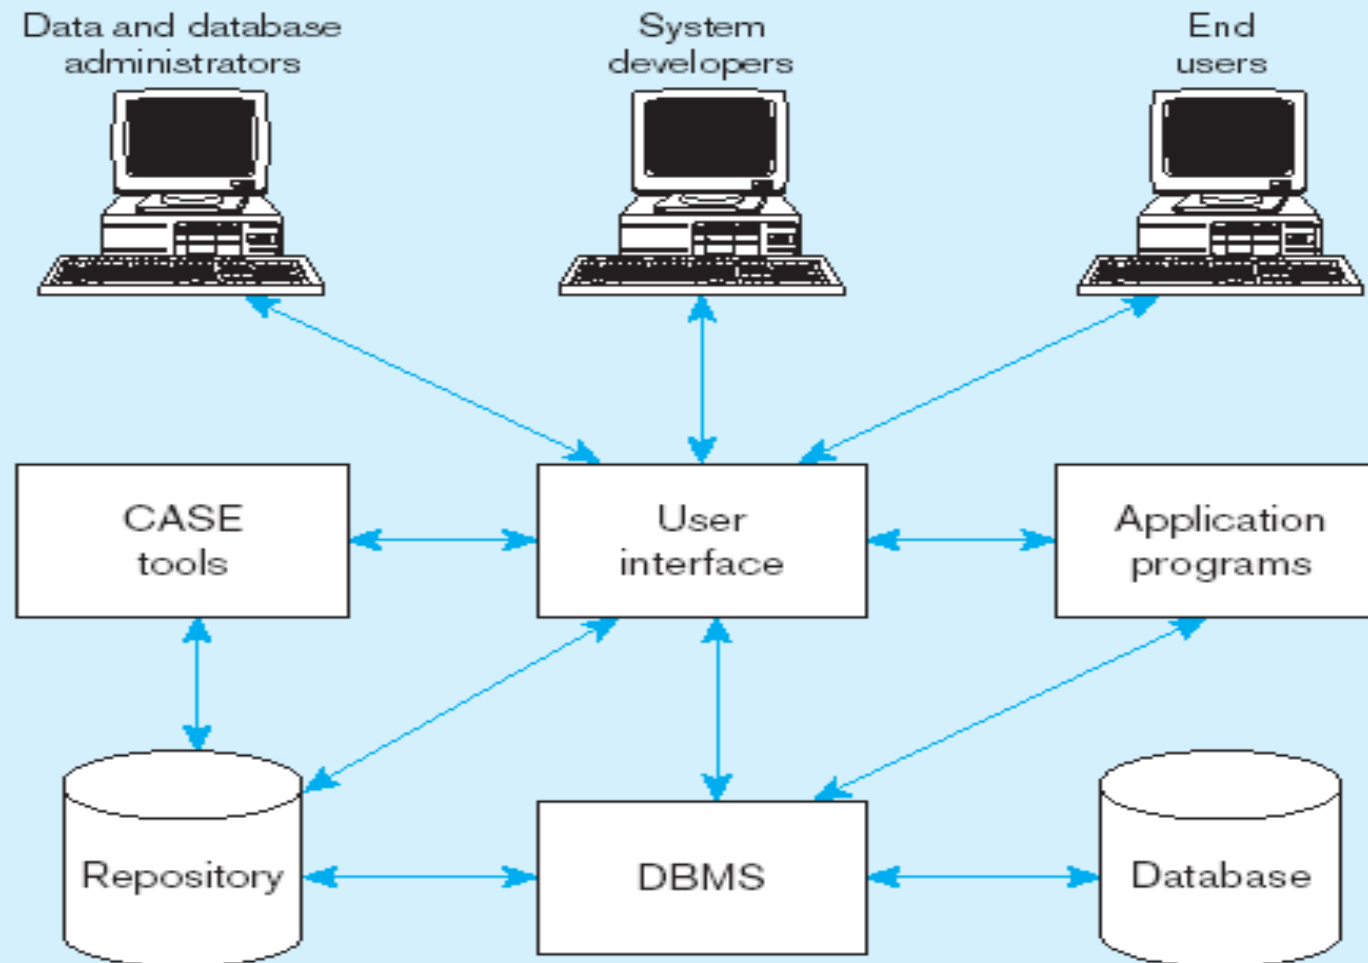 Data and database
administrators
System
developers
End
users
CASE
tools
User
interface
Application
programs
Repository
DBMS
Database